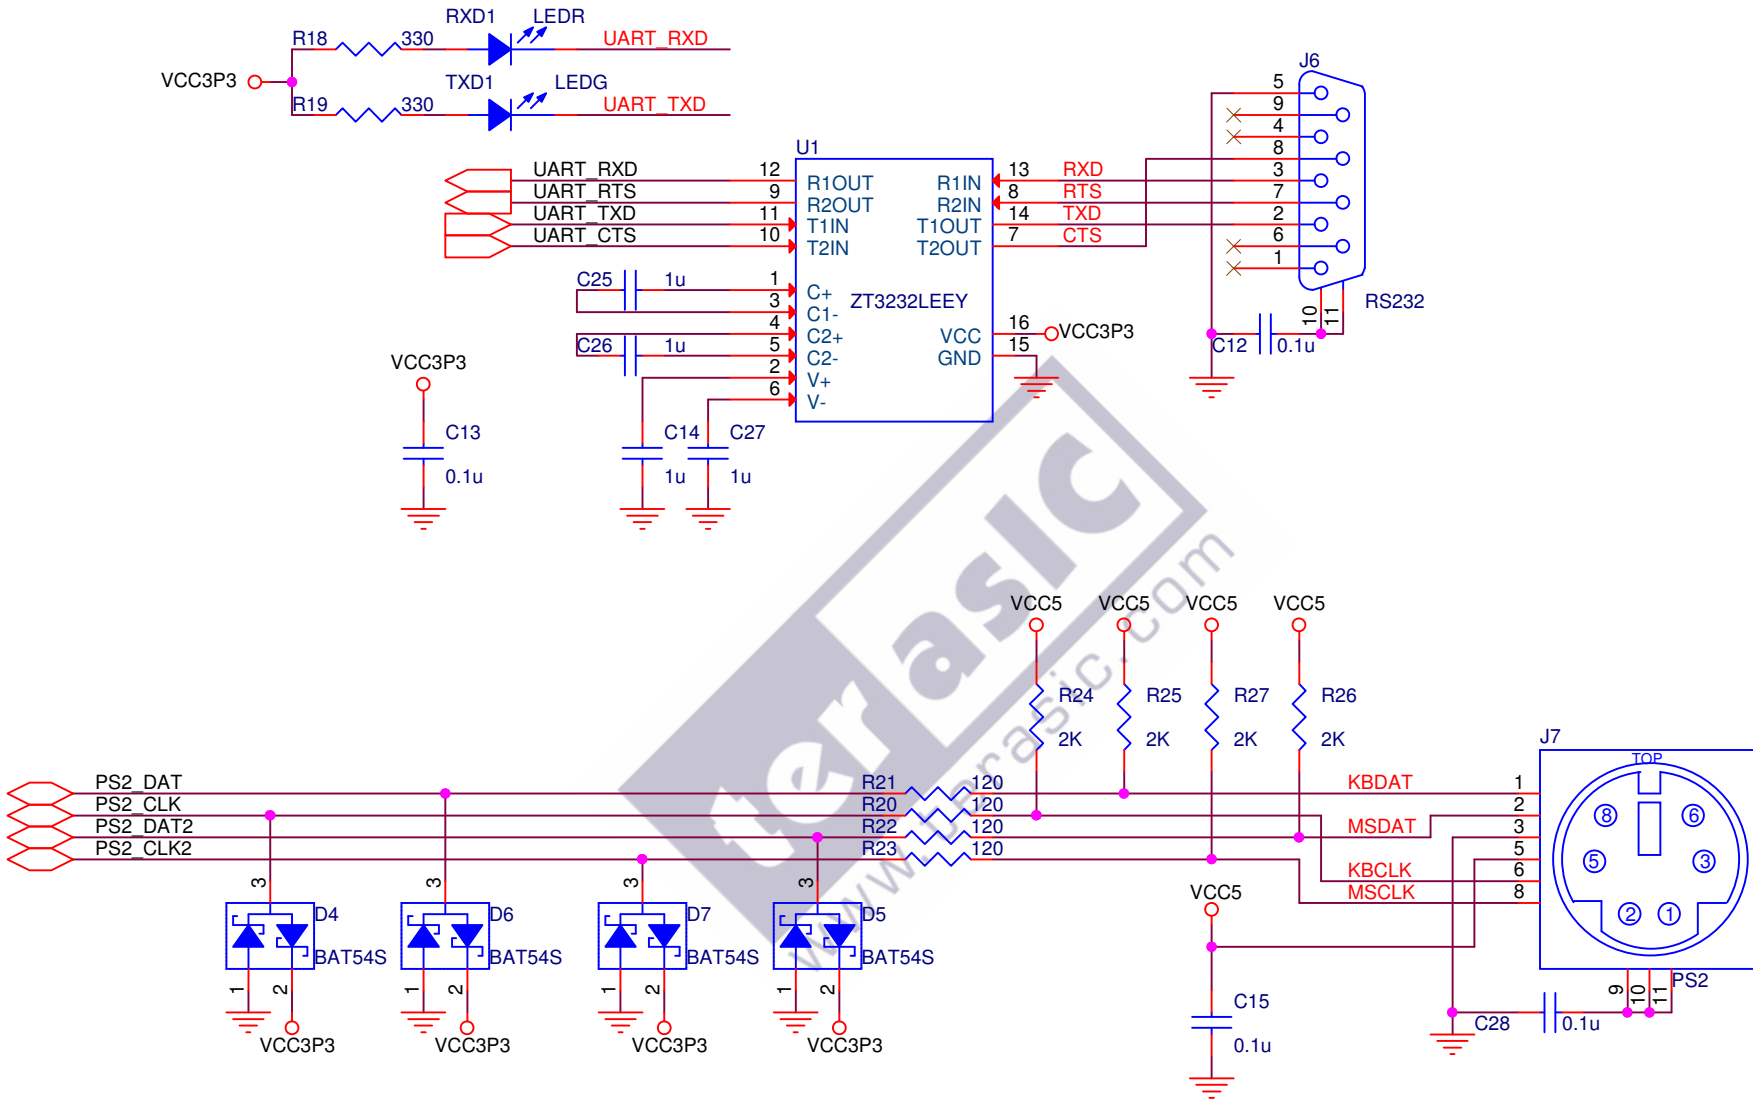 RXD1 LEDR
R18 330 UART_RXD
VCC3P3
TXD1 LEDG
R19 330 UART_TXD
J6
5
9
4
8
3
7
2
6
1
10
11
RS232
C12 0.1u
U1
UART_RXD 12 R1OUT R1IN 13 RXD
UART_RTS 9 R2OUT R2IN 8 RTS
UART_TXD 11 T1IN T1OUT 14 TXD
UART_CTS 10 T2IN T2OUT 7 CTS
C25 1u 1 C+
3 C1-
ZT3232LEEY
4 C2+ VCC 16 VCC3P3
C26 1u 5 C2- GND 15
2 V+
6 V-
VCC3P3
C13
0.1u
C14
1u
C27
1u
terasic
www.terasic.com
VCC5 VCC5 VCC5 VCC5
R24 R25 R27 R26
2K 2K 2K 2K
PS2_DAT R21 120 KBDAT 1
PS2_CLK R20 120 2
PS2_DAT2 R22 120 MSDAT 3
PS2_CLK2 R23 120 5
KBCLK 6
MSCLK 8
J7
TOP
8 6
5 3
2 1
PS2
9
10
11
C28 0.1u
VCC5
C15
0.1u
3 3 3 3
D4 D6 D7 D5
BAT54S BAT54S BAT54S BAT54S
1 2 1 2 1 2 1 2
VCC3P3 VCC3P3 VCC3P3 VCC3P3